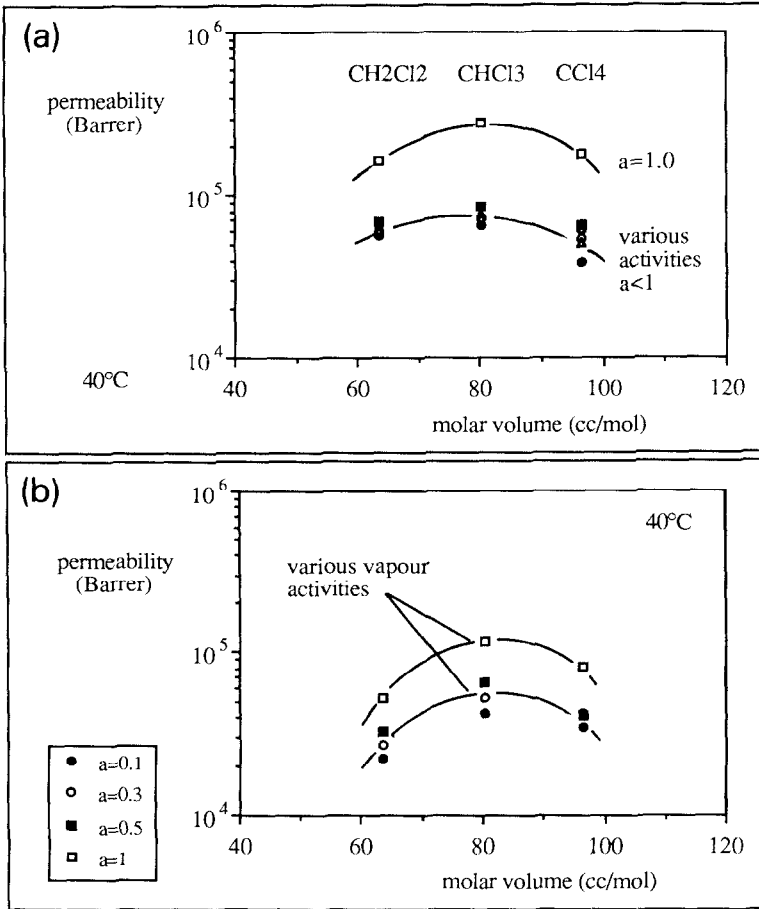 (a)
permeability
(Barrer)
10^6
10^5
10^4
CH2Cl2 CHCl3 CCl4
a=1.0
various
activities
a<1
40°C
40 60 80 100 120
molar volume (cc/mol)
(b)
permeability
(Barrer)
10^6
10^5
10^4
40°C
various vapour
activities
a=0.1
a=0.3
a=0.5
a=1
40 60 80 100 120
molar volume (cc/mol)